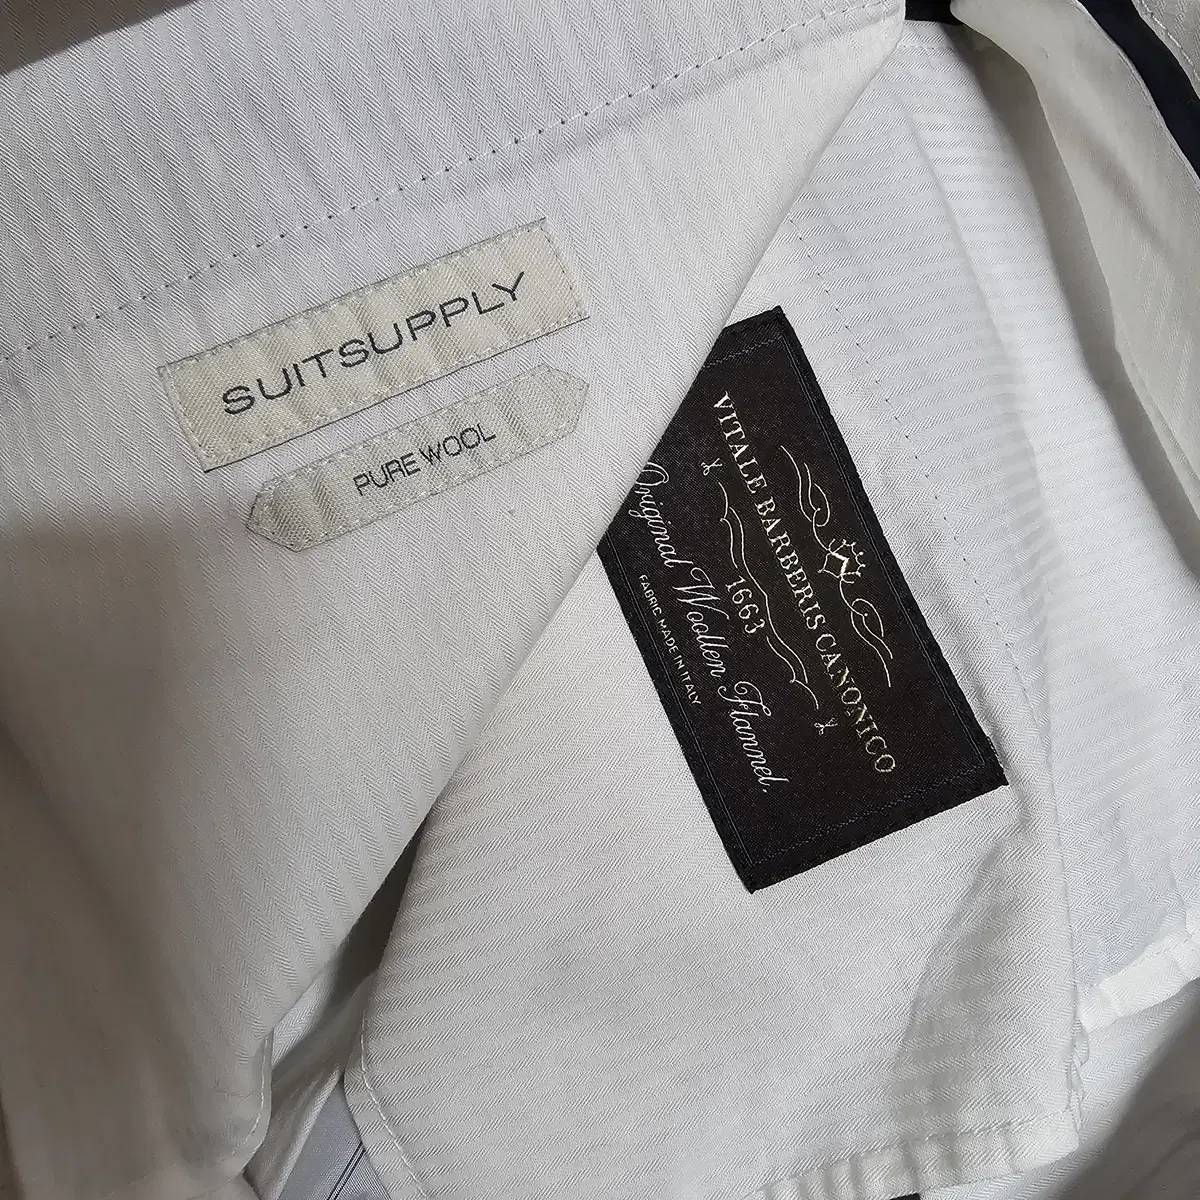 SUITSUPPLY
PURE WOOL
VITALE BARBERIS CANONICO
1663
Original Woollen Flannel.
FABRIC MADE IN ITALY